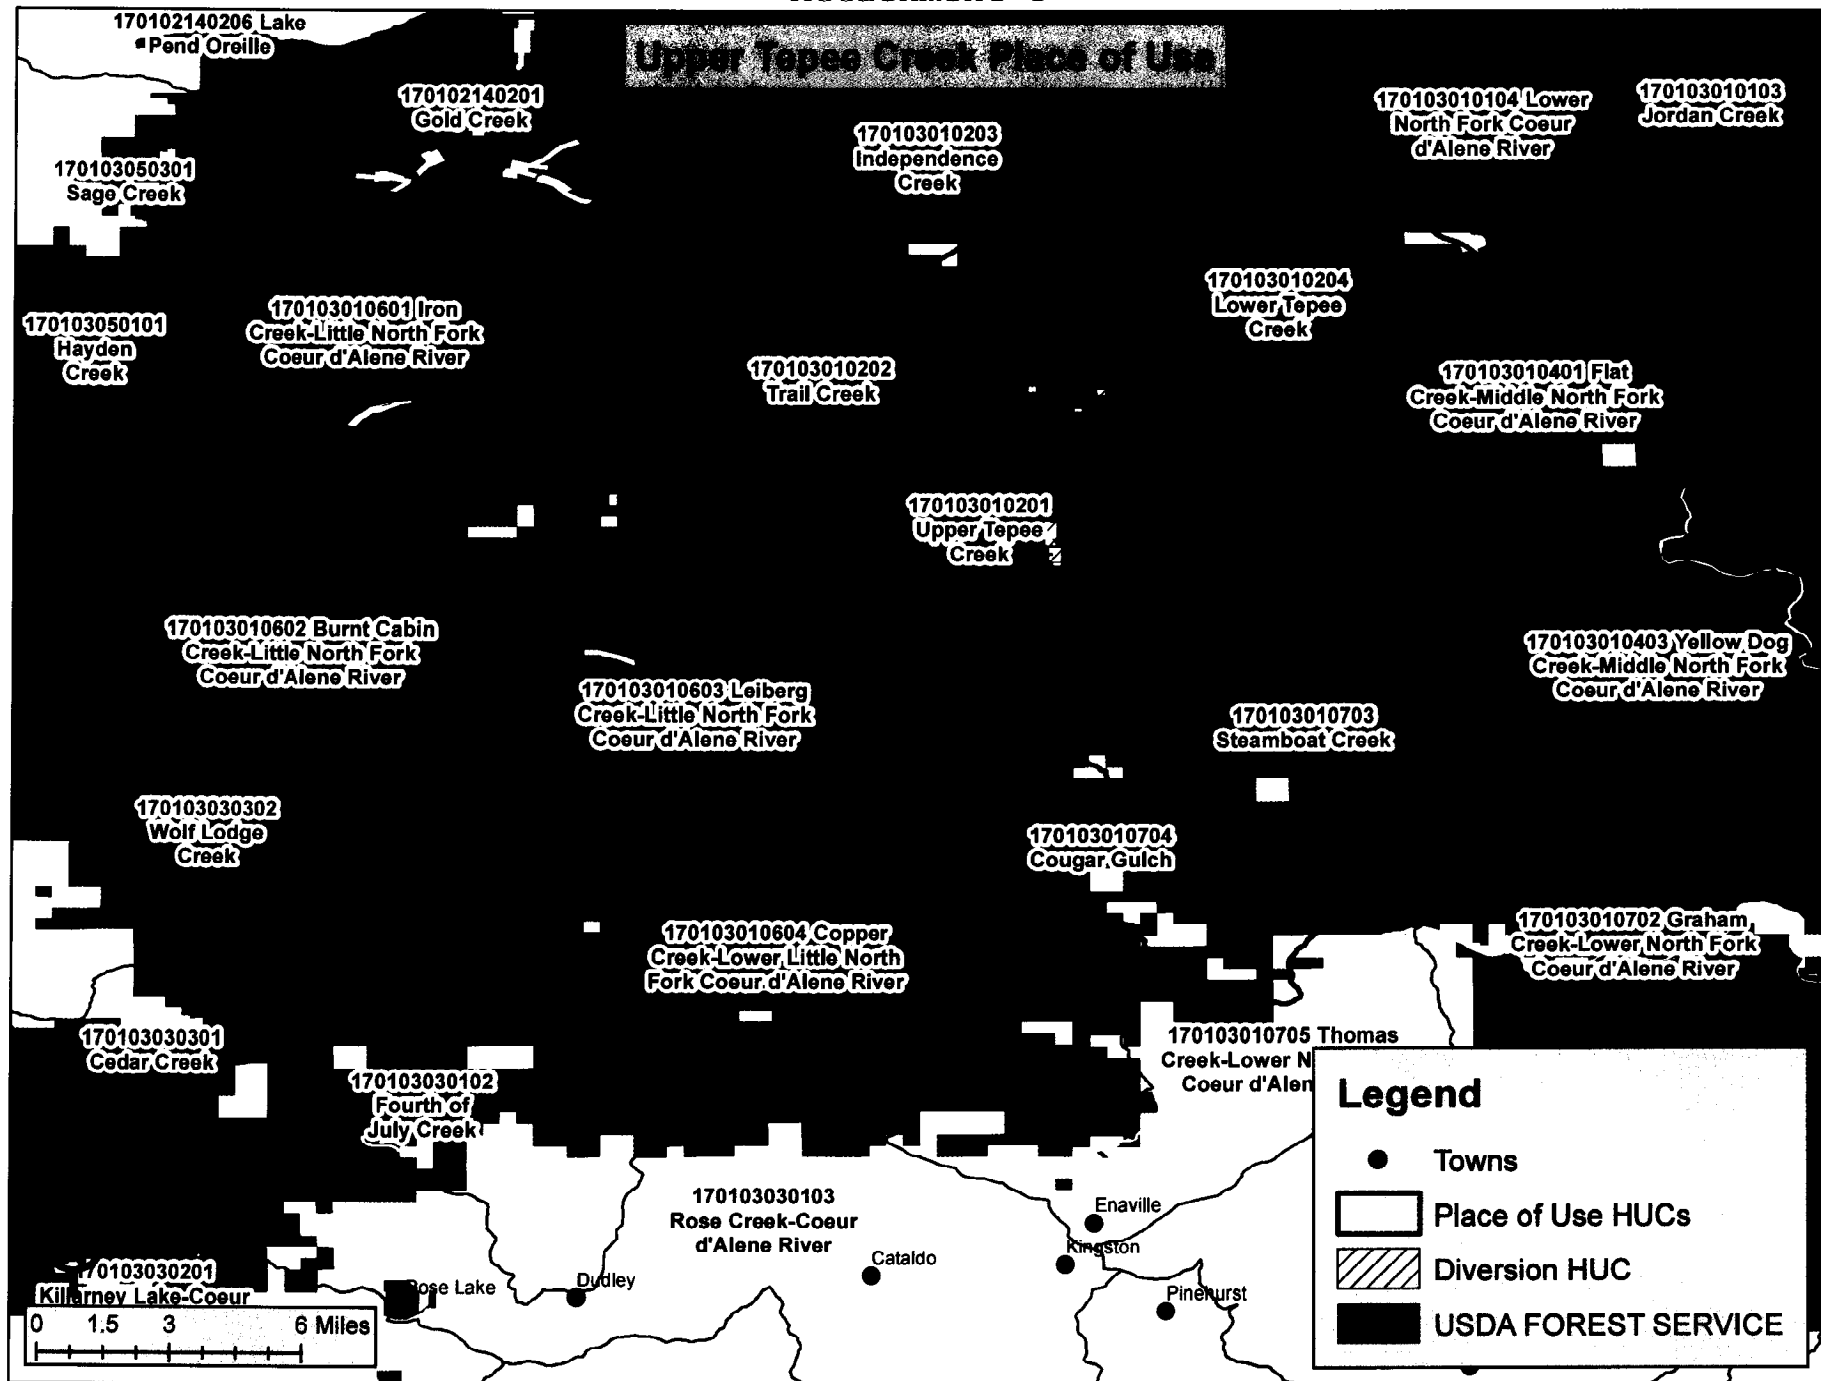 Upper Tepee Creek Place of Use
170102140206 Lake
Pend Oreille
170102140201
Gold Creek
170103010203
Independence
Creek
170103010104 Lower
North Fork Coeur
d'Alene River
170103010103
Jordan Creek
170103050301
Sage Creek
170103050101
Hayden
Creek
170103010601 Iron
Creek-Little North Fork
Coeur d'Alene River
170103010202
Trail Creek
170103010204
Lower Tepee
Creek
170103010401 Flat
Creek-Middle North Fork
Coeur d'Alene River
170103010201
Upper Tepee
Creek
170103010602 Burnt Cabin
Creek-Little North Fork
Coeur d'Alene River
170103010603 Leiberg
Creek-Little North Fork
Coeur d'Alene River
170103010403 Yellow Dog
Creek-Middle North Fork
Coeur d'Alene River
170103010703
Steamboat Creek
170103030302
Wolf Lodge
Creek
170103010704
Cougar Gulch
170103010604 Copper
Creek-Lower Little North
Fork Coeur d'Alene River
170103010702 Graham
Creek-Lower North Fork
Coeur d'Alene River
170103030301
Cedar Creek
170103030102
Fourth of
July Creek
170103010705 Thomas
Creek-Lower N
Coeur d'Alen
170103030103
Rose Creek-Coeur
d'Alene River
Enaville
Kingston
Cataldo
Pinehurst
Dudley
Rose Lake
170103030201
Killarney Lake-Coeur
0 1.5 3 6 Miles
Legend
Towns
Place of Use HUCs
Diversion HUC
USDA FOREST SERVICE